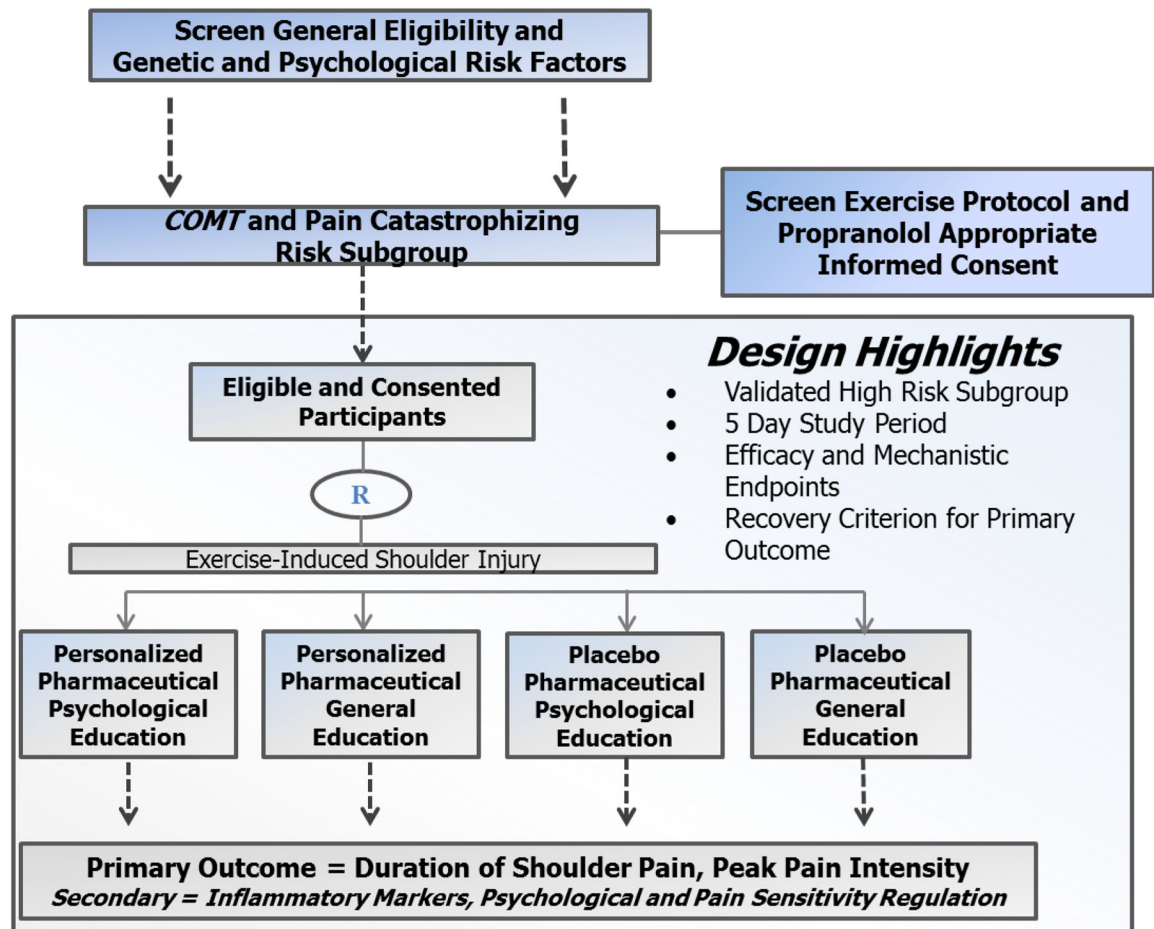 Screen General Eligibility and
Genetic and Psychological Risk Factors
COMT and Pain Catastrophizing
Risk Subgroup
Screen Exercise Protocol and
Propranolol Appropriate
Informed Consent
Eligible and Consented
Participants
R
Exercise-Induced Shoulder Injury
Design Highlights
• Validated High Risk Subgroup
• 5 Day Study Period
• Efficacy and Mechanistic
Endpoints
• Recovery Criterion for Primary
Outcome
Personalized
Pharmaceutical
Psychological
Education
Personalized
Pharmaceutical
General
Education
Placebo
Pharmaceutical
Psychological
Education
Placebo
Pharmaceutical
General
Education
Primary Outcome = Duration of Shoulder Pain, Peak Pain Intensity
Secondary = Inflammatory Markers, Psychological and Pain Sensitivity Regulation